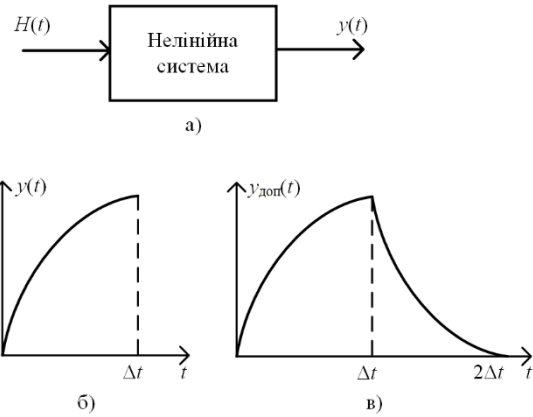 H(t)
Нелінійна
система
y(t)
а)
y(t)
Δt
t
б)
yдоп(t)
Δt
2Δt
t
в)